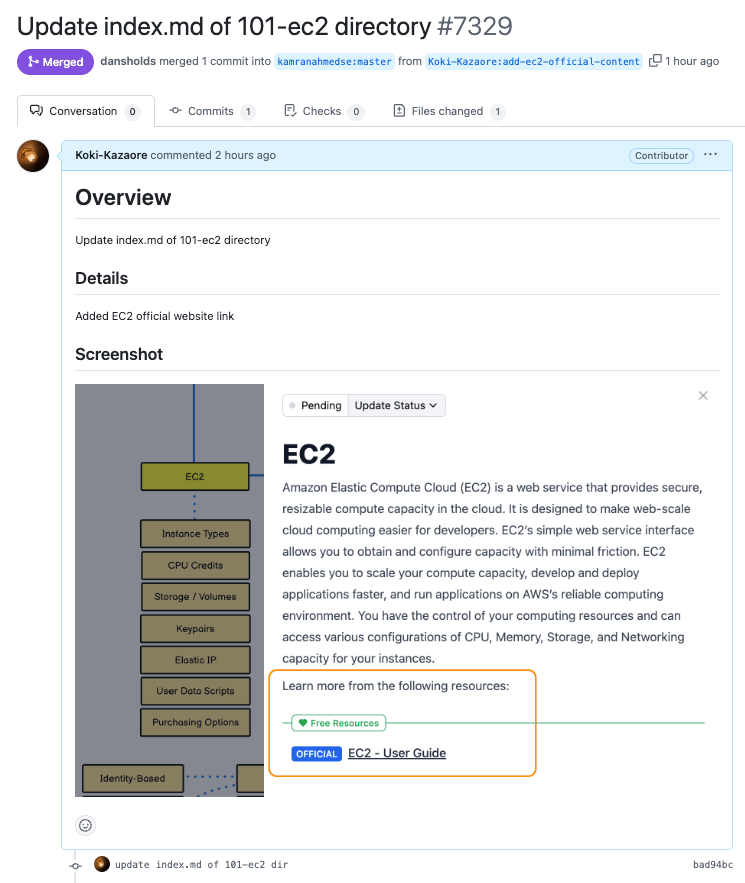 Update index.md of 101-ec2 directory #7329
Merged dansholds merged 1 commit into kamranahmedse:master from Koki-Kazaore:add-ec2-official-content 1 hour ago
Conversation 0 Commits 1 Checks 0 Files changed 1
Koki-Kazaore commented 2 hours ago Contributor ...
Overview
Update index.md of 101-ec2 directory
Details
Added EC2 official website link
Screenshot
Pending Update Status
EC2
Amazon Elastic Compute Cloud (EC2) is a web service that provides secure,
resizable compute capacity in the cloud. It is designed to make web-scale
cloud computing easier for developers. EC2's simple web service interface
allows you to obtain and configure capacity with minimal friction. EC2
enables you to scale your compute capacity, develop and deploy
applications faster, and run applications on AWS's reliable computing
environment. You have the control of your computing resources and can
access various configurations of CPU, Memory, Storage, and Networking
capacity for your instances.
Learn more from the following resources:
Free Resources
OFFICIAL EC2 - User Guide
EC2
Instance Types
CPU Credits
Storage / Volumes
Keypairs
Elastic IP
User Data Scripts
Purchasing Options
Identity-Based
update index.md of 101-ec2 dir bad94bc